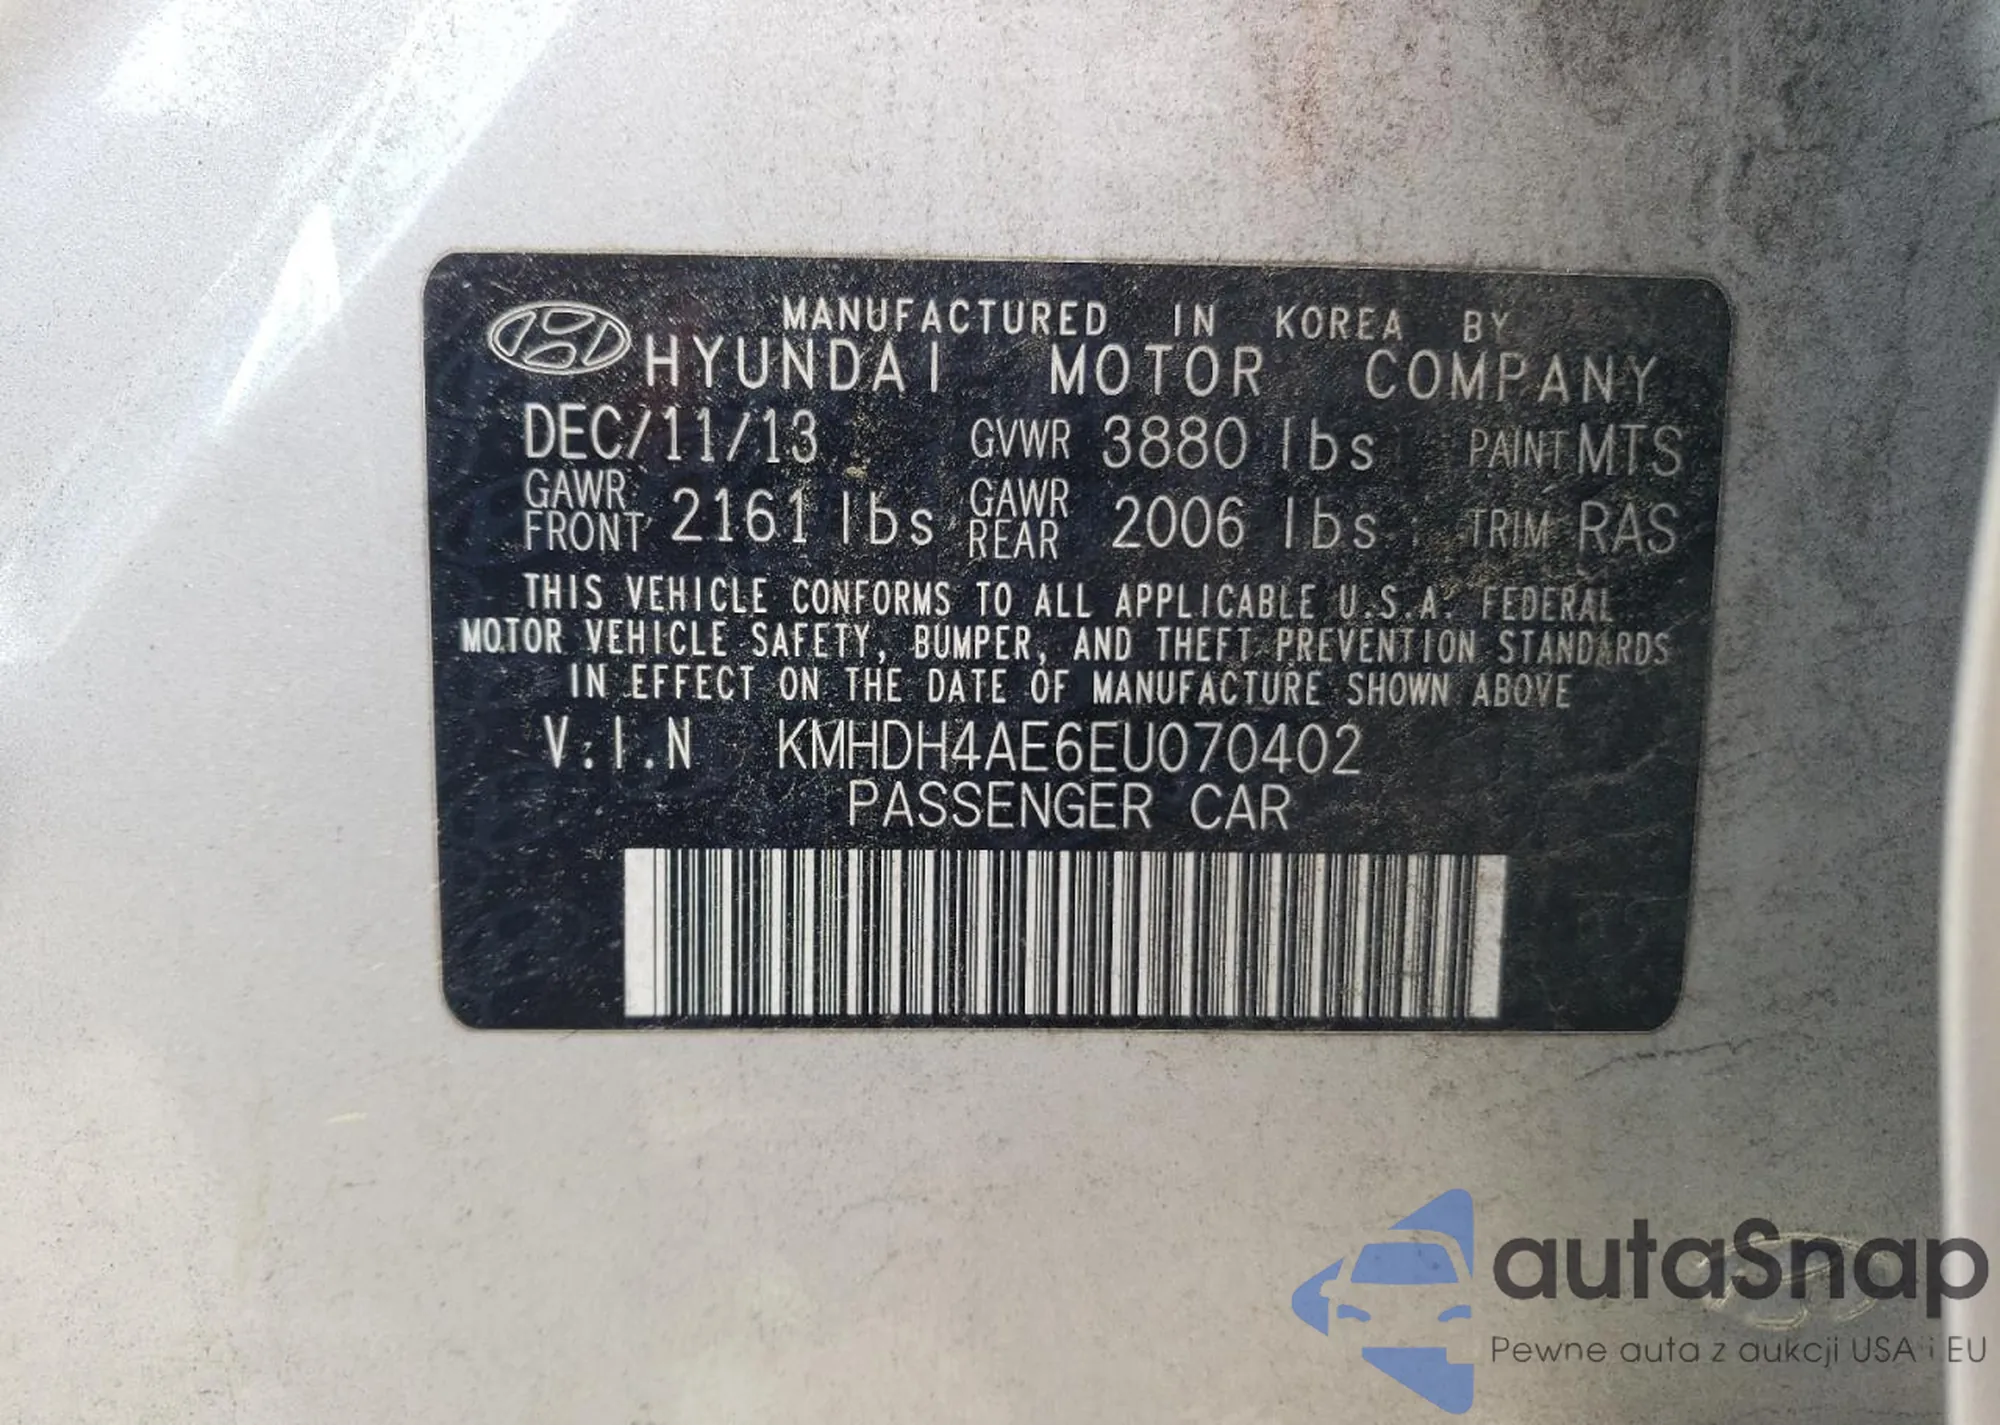 MANUFACTURED IN KOREA BY
HYUNDAI MOTOR COMPANY
DEC/11/13 GVWR 3880 lbs PAINT MTS
GAWR FRONT 2161 lbs GAWR REAR 2006 lbs TRIM RAS
THIS VEHICLE CONFORMS TO ALL APPLICABLE U.S.A. FEDERAL
MOTOR VEHICLE SAFETY, BUMPER, AND THEFT PREVENTION STANDARDS
IN EFFECT ON THE DATE OF MANUFACTURE SHOWN ABOVE
V.I.N KMHDH4AE6EU070402
PASSENGER CAR
autaSnap
Pewne auta z aukcji USA i EU